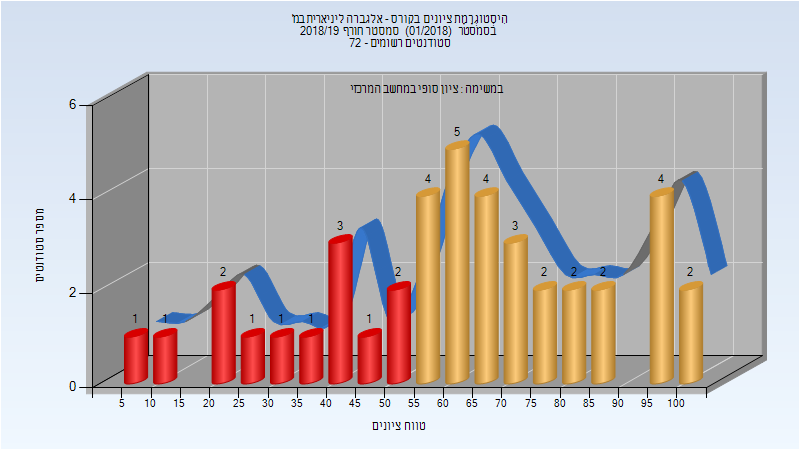 היסטוגרמת ציונים בקורס - אלגברה ליניארית במ'
בסמסטר (01/2018) סמסטר חורף 2018/19
סטודנטים רשומים - 72
במשימה : ציון סופי במחשב המרכזי
6
4
2
0
מספר סטודנטים
1 1 2 1 1 1 3 1 2 4 5 4 3 2 2 2 4 2
5 10 15 20 25 30 35 40 45 50 55 60 65 70 75 80 85 90 95 100
טווח ציונים